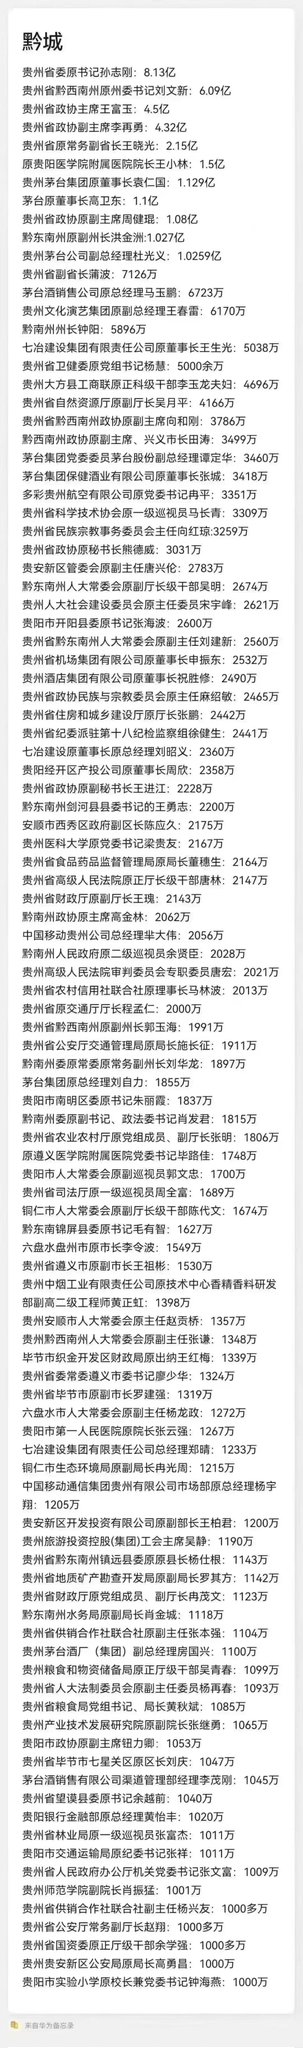 黔城
贵州省委原书记孙志刚：8.13亿
贵州省黔西南州原州委书记刘文新：6.09亿
贵州省政协主席王富玉：4.5亿
贵州省政协副主席李再勇：4.32亿
贵州省原常务副省长王晓光：2.15亿
原贵阳医学院附属医院院长王小林：1.5亿
贵州茅台集团原董事长袁仁国：1.129亿
茅台原董事长高卫东：1.1亿
贵州省政协原副主席周健琨：1.08亿
黔东南州原副州长洪金洲:1.027亿
贵州茅台公司副总经理杜光义：1.0259亿
贵州省副省长蒲波：7126万
茅台酒销售公司原总经理马玉鹏：6723万
贵州文化演艺集团原副总经理王春雷：6170万
黔南州州长钟阳：5896万
七冶建设集团有限责任公司原董事长王生光：5038万
贵州省卫健委原党组书记杨慧：5000余万
贵州大方县工商联原正科级干部李玉龙夫妇：4696万
贵州省自然资源厅原副厅长吴月平：4166万
贵州省黔西南州政协原副主席向和刚：3786万
黔西南州政协原副主席、兴义市长田涛：3499万
茅台集团党委委员茅台股份副总经理谭定华：3460万
茅台集团保健酒业有限公司原董事长张城：3418万
多彩贵州航空有限公司原党委书记冉平：3351万
贵州省科学技术协会原一级巡视员马长青：3309万
贵州省民族宗教事务委员会主任向红琼:3259万
贵州省政协原秘书长熊德威：3031万
贵安新区管委会原副主任唐兴伦：2783万
黔东南州人大常委会原副厅长级干部吴明：2674万
贵州人大社会建设委员会原主任委员宋宇峰：2621万
贵阳市开阳县委原书记张海波：2600万
贵州省黔东南州人大常委会原副主任刘建新：2560万
贵州省机场集团有限公司原董事长申振东：2532万
贵州酒店集团有限公司原董事长祝胜修：2490万
贵州省政协民族与宗教委员会原主任麻绍敏：2465万
贵州省住房和城乡建设厅原厅长张鹏：2442万
贵州省纪委派驻第十八纪检监察组徐健生：2441万
七冶建设原董事长原总经理刘昭义：2360万
贵阳经开区产投公司原董事长周欣：2358万
贵州省政协原副秘书长王进江：2228万
黔东南州剑河县县委书记的王勇志：2200万
安顺市西秀区政府副区长陈应久：2175万
贵州医科大学原党委书记梁贵友：2167万
贵州省食品药品监督管理局原局长董穗生：2164万
贵州省高级人民法院原正厅长级干部唐林：2147万
贵州省财政厅原副厅长王瑰：2143万
黔南州政协原主席高金林：2062万
中国移动贵州公司总经理芈大伟：2056万
黔南州人民政府原二级巡视员余贤臣：2028万
贵州高级人民法院审判委员会专职委员唐宏：2021万
贵州省农村信用社联合社原理事长马林波：2013万
贵州省原交通厅厅长程孟仁：2000万
贵州省黔西南州原副州长郭玉海：1991万
贵州省公安厅交通管理局原局长施长征：1911万
黔南州委原常委原常务副州长刘华龙：1897万
茅台集团原总经理刘自力：1855万
贵阳市南明区委原书记朱丽霞：1837万
黔南州委原副书记、政法委书记肖发君：1815万
贵州省农业农村厅原党组成员、副厅长张明：1806万
原遵义医学院附属医院党委书记毕路佳：1748万
贵阳市人大常委会原副巡视员郭文忠：1700万
贵州省司法厅原一级巡视员周全富：1689万
铜仁市人大常委会原副厅长级干部陈代文：1674万
黔东南锦屏县委原书记毛有智：1627万
六盘水盘州市原市长李令波：1549万
贵州省遵义市原副市长王祖彬：1530万
贵州中烟工业有限责任公司原技术中心香精香料研发
部副高二级工程师黄正虹：1398万
贵州安顺市人大常委会原主任赵贡桥：1357万
贵州黔西南州人大常委会原副主任张谦：1348万
毕节市织金开发区财政局原出纳王红梅：1339万
贵州省委常委遵义市委书记廖少华：1324万
贵州省毕节市原副市长罗建强：1319万
六盘水市人大常委会原副主任杨龙政：1272万
贵阳市第一人民医院原院长张云强：1267万
七冶建设集团有限责任公司总经理郑晴：1233万
铜仁市生态环境局原副局长冉光周：1215万
中国移动通信集团贵州有限公司市场部原总经理杨宇
翔：1205万
贵安新区开发投资有限公司原副部长王柏君：1200万
贵州旅游投资控股(集团)工会主席吴静：1190万
贵州省黔东南州镇远县委原原县长杨仕根：1143万
贵州省地质矿产勘查开发局原副局长罗其方：1142万
贵州省财政厅原党组成员、副厅长冉茂文：1123万
黔东南州水务局原副局长肖金城：1118万
贵州省供销合作社联合社原副主任张本强：1104万
贵州茅台酒厂（集团）副总经理房国兴：1100万
贵州粮食和物资储备局原正厅级干部吴青春：1099万
贵州省人大法制委员会原副主任委员杨再春：1093万
贵州省粮食局党组书记、局长黄秋斌：1085万
贵州产业技术发展研究院原副院长张继勇：1065万
贵阳市政协原副主席钮力卿：1053万
贵州省毕节市七星关区原区长刘庆：1047万
茅台酒销售有限公司渠道管理部经理李茂刚：1045万
贵州省望谟县委原书记余越前：1040万
贵阳银行金融部原总经理黄怡丰：1020万
贵州省林业局原一级巡视员张富杰：1011万
贵阳市交通运输局原纪委书记张祥：1011万
贵州省人民政府办公厅机关党委书记张文富：1009万
贵州师范学院副院长肖振猛：1001万
贵州省供销合作社联合社副主任杨兴友：1000多万
贵州省公安厅常务副厅长赵翔：1000多万
贵州省国资委原正厅级干部余学强：1000多万
贵州贵安新区公安局原局长高勇昌：1000万
贵阳市实验小学原校长兼党委书记钟海燕：1000万
来自华为备忘录